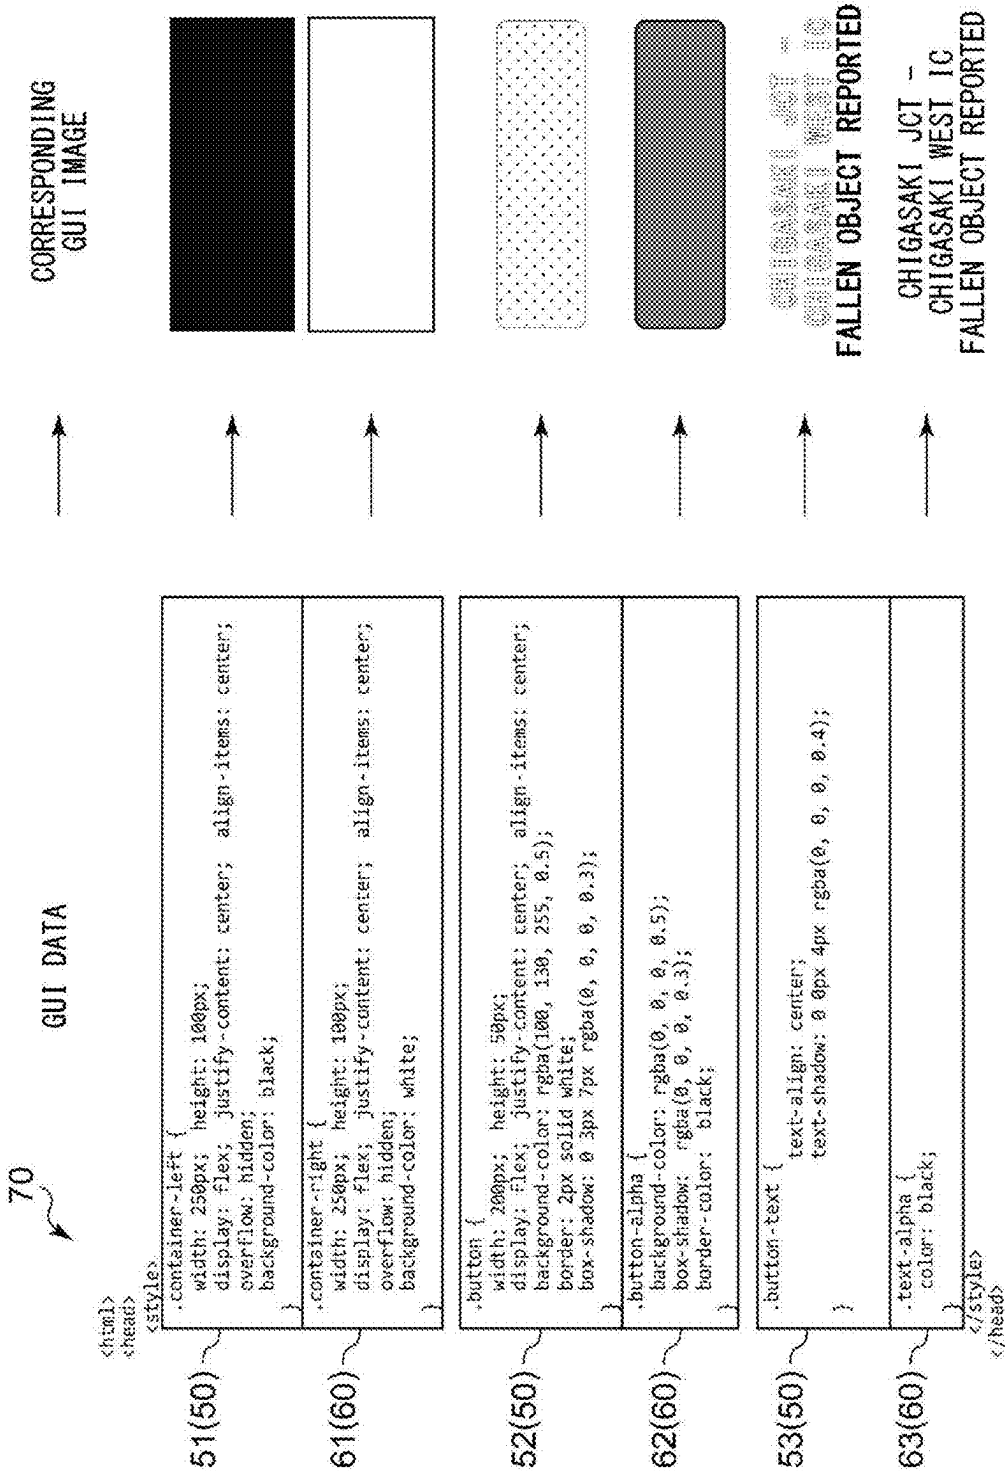 70
GUI DATA
CORRESPONDING
GUI IMAGE
<html>
<head>
<style>
51(50)
.container-left {
width: 250px; height: 100px;
display: flex; justify-content: center; align-items: center;
overflow: hidden;
background-color: black;
}
61(60)
.container-right {
width: 250px; height: 100px;
display: flex; justify-content: center; align-items: center;
overflow: hidden;
background-color: white;
}
52(50)
.button {
width: 200px; height: 50px;
display: flex; justify-content: center; align-items: center;
background-color: rgba(100, 130, 255, 0.5);
border: 2px solid white;
box-shadow: 0 3px 7px rgba(0, 0, 0, 0.3);
}
62(60)
.button-alpha {
background-color: rgba(0, 0, 0, 0.5);
box-shadow: rgba(0, 0, 0, 0.3);
border-color: black;
}
53(50)
.button-text {
text-align: center;
text-shadow: 0 0px 4px rgba(0, 0, 0, 0.4);
}
CHIGASAKI JCT -
CHIGASAKI WEST IC
FALLEN OBJECT REPORTED
63(60)
.text-alpha {
color: black;
}
CHIGASAKI JCT -
CHIGASAKI WEST IC
FALLEN OBJECT REPORTED
</style>
</head>